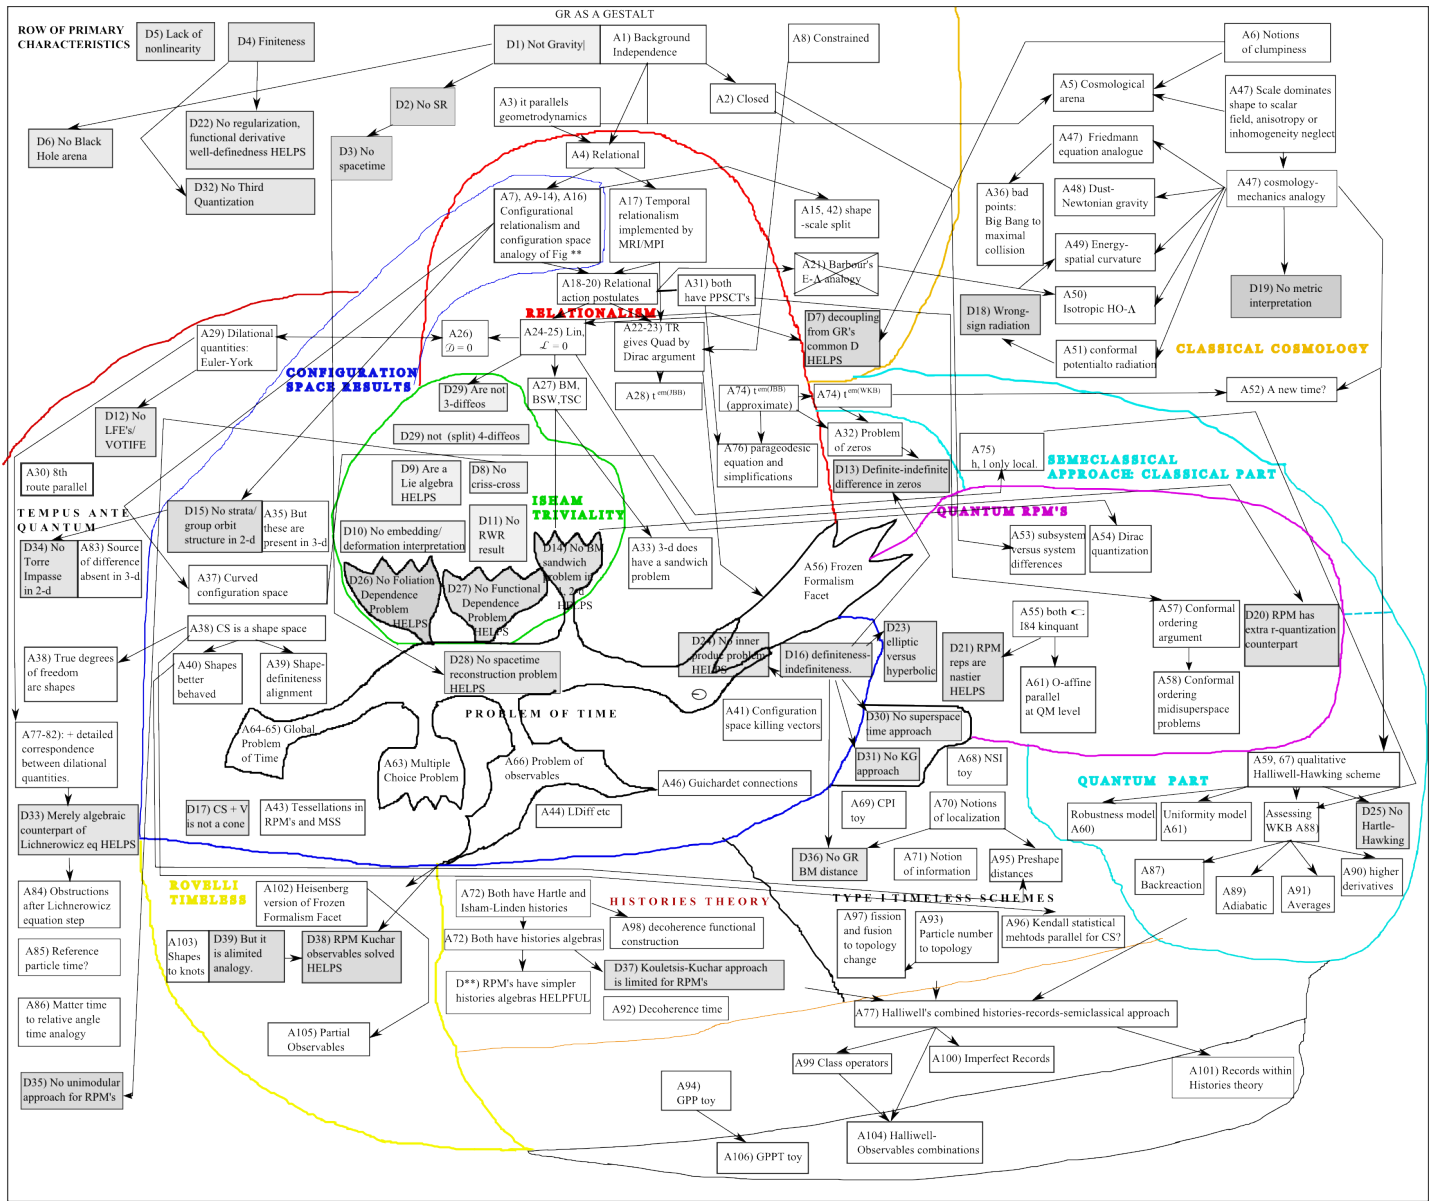 GR AS A GESTALT
ROW OF PRIMARY
CHARACTERISTICS
D5) Lack of
nonlinearity
D4) Finiteness
D1) Not Gravity|
A1) Background
Independence
A8) Constrained
A6) Notions
of clumpiness
D2) No SR
A3) it parallels
geometrodynamics
A2) Closed
A5) Cosmological
arena
A47) Scale dominates
shape to scalar
field, anisotropy or
inhomogeneity neglect
D6) No Black
Hole arena
D22) No regularization,
functional derivative
well-definedness HELPS
D3) No
spacetime
A4) Relational
A47) Friedmann
equation analogue
D32) No Third
Quantization
A7), A9-14), A16)
Configurational
relationalism and
configuration space
analogy of Fig **
A17) Temporal
relationalism
implemented by
MRI/MPI
A15, 42) shape
-scale split
A36) bad
points:
Big Bang to
maximal
collision
A48) Dust-
Newtonian gravity
A47) cosmology-
mechanics analogy
A49) Energy-
spatial curvature
A18-20) Relational
action postulates
A31) both
have PPSCT's
A21) Barbour's
E-Λ analogy
A50)
Isotropic HO-Λ
D19) No metric
interpretation
RELATIONALISM
D7) decoupling
from GR's
common D
HELPS
D18) Wrong-
sign radiation
A51) conformal
potentialto radiation
CLASSICAL COSMOLOGY
A29) Dilational
quantities:
Euler-York
A26)
𝒟 = 0
A24-25) Lin,
ℒ = 0
A22-23) TR
gives Quad by
Dirac argument
CONFIGURATION
SPACE RESULTS
D29) Are not
3-diffeos
A27) BM,
BSW,TSC
A28) t em(JBB)
A74) t em(JBB)
(approximate)
A74) t em(WKB)
A52) A new time?
D12) No
LFE's/
VOTIFE
D29) not (split) 4-diffeos
A32) Problem
of zeros
A76) parageodesic
equation and
simplifications
A75)
h, l only local.
SEMECLASSICAL
APPROACH: CLASSICAL PART
A30) 8th
route parallel
D9) Are a
Lie algebra
HELPS
D8) No
criss-cross
D13) Definite-indefinite
difference in zeros
TEMPUS ANTE
QUANTUM
D15) No strata/
group orbit
structure in 2-d
A35) But
these are
present in 3-d
ISHAM
TRIVIALITY
D10) No embedding/
deformation interpretation
D11) No
RWR
result
QUANTUM RPM'S
D34) No
Torre
Impasse
in 2-d
A83) Source
of difference
absent in 3-d
D14) No BM
sandwich
problem in
1, 2-d
HELPS
A33) 3-d does
have a sandwich
problem
A53) subsystem
versus system
differences
A54) Dirac
quantization
A37) Curved
configuration space
D26) No Foliation
Dependence
Problem
HELPS
D27) No Functional
Dependence
Problem
HELPS
A56) Frozen
Formalism
Facet
A38) CS is a shape space
A55) both
I84 kinquant
A57) Conformal
ordering
argument
D20) RPM has
extra r-quantization
counterpart
A38) True degrees
of freedom
are shapes
A40) Shapes
better
behaved
A39) Shape-
definiteness
alignment
D28) No spacetime
reconstruction problem
HELPS
D24) No inner
produc problem
HELPS
D16) definiteness-
indefiniteness.
D23)
elliptic
versus
hyperbolic
D21) RPM
reps are
nastier
HELPS
A61) O-affine
parallel
at QM level
A58) Conformal
ordering
midisuperspace
problems
PROBLEM OF TIME
A41) Configuration
space killing vectors
D30) No superspace
time approach
A64-65) Global
Problem
of Time
A77-82): + detailed
correspondence
between dilational
quantities.
A63) Multiple
Choice Problem
A66) Problem of
observables
D31) No KG
approach
A68) NSI
toy
A59, 67) qualitative
Halliwell-Hawking scheme
QUANTUM PART
A46) Guichardet connections
D33) Merely algebraic
counterpart of
Lichnerowicz eq HELPS
D17) CS + V
is not a cone
A43) Tessellations in
RPM's and MSS
A44) LDiff etc
A69) CPI
toy
A70) Notions
of localization
Robustness model
A60)
Uniformity model
A61)
Assessing
WKB A88)
D25) No
Hartle-
Hawking
D36) No GR
BM distance
A71) Notion
of information
A95) Preshape
distances
A87)
Backreaction
A89)
Adiabatic
A91)
Averages
A90) higher
derivatives
A84) Obstructions
after Lichnerowicz
equation step
ROVELLI
TIMELESS
A102) Heisenberg
version of Frozen
Formalism Facet
A72) Both have Hartle and
Isham-Linden histories
HISTORIES THEORY
TYPE 1 TIMELESS SCHEMES
A98) decoherence functional
construction
A97) fission
and fusion
to topology
change
A93)
Particle number
to topology
A96) Kendall statistical
mehtods parallel for CS?
A85) Reference
particle time?
A103)
Shapes
to knots
D39) But it
is alimited
analogy.
D38) RPM Kuchar
observables solved
HELPS
A72) Both have histories algebras
D37) Kouletsis-Kuchar approach
is limited for RPM's
D**) RPM's have simpler
histories algebras HELPFUL
A86) Matter time
to relative angle
time analogy
A105) Partial
Observables
A92) Decoherence time
A77) Halliwell's combined histories-records-semiclassical approach
A99 Class operators
A100) Imperfect Records
A101) Records within
Histories theory
D35) No unimodular
approach for RPM's
A94)
GPP toy
A106) GPPT toy
A104) Halliwell-
Observables combinations